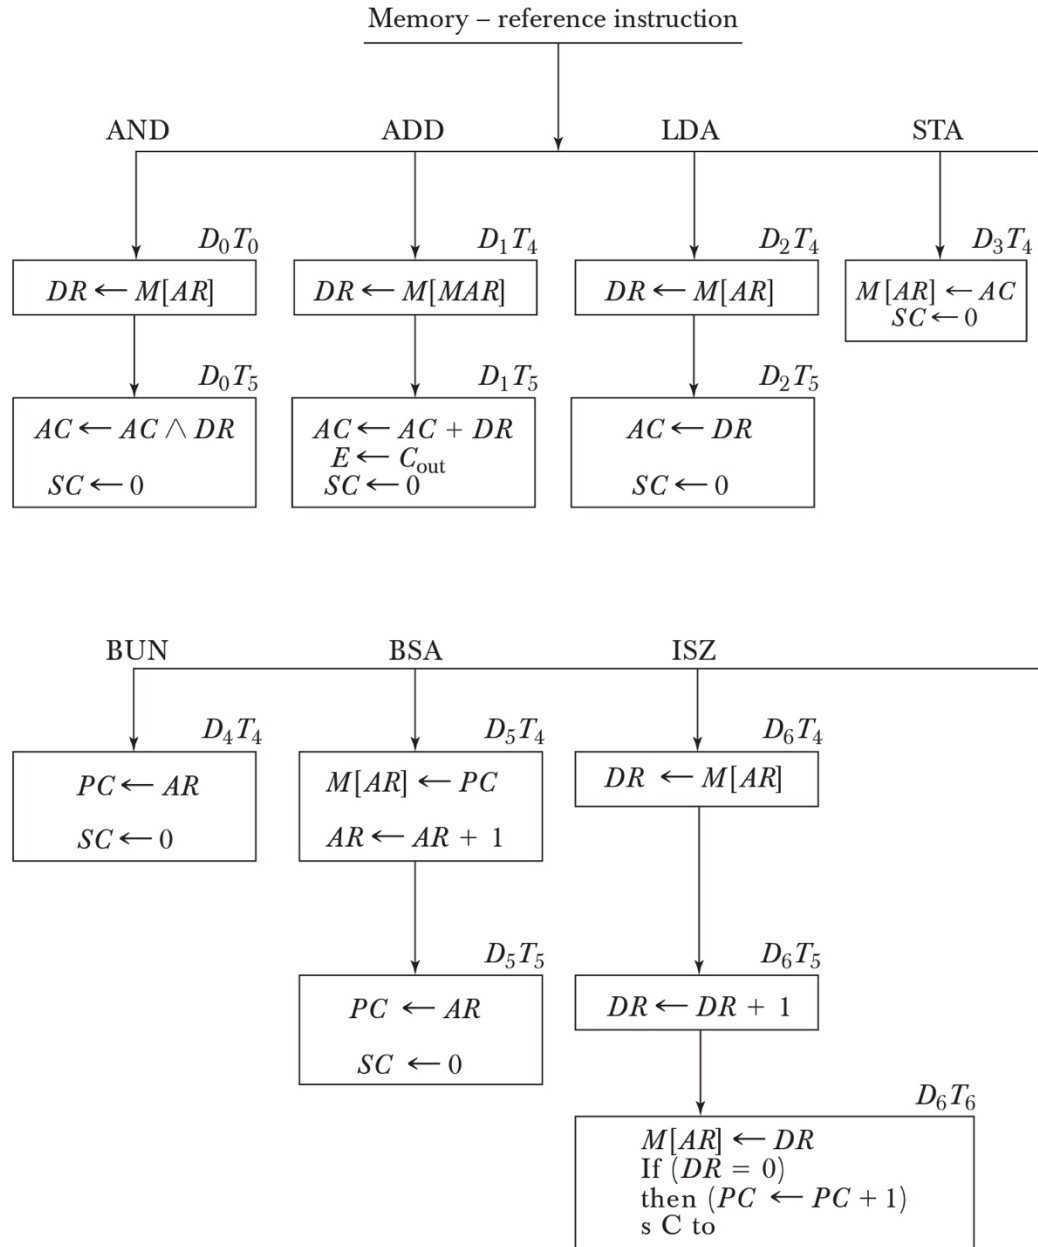 Memory – reference instruction
AND ADD LDA STA
D₀T₀ D₁T₄ D₂T₄ D₃T₄
DR ← M[AR] DR ← M[MAR] DR ← M[AR] M[AR] ← AC
SC ← 0
D₀T₅ D₁T₅ D₂T₅
AC ← AC ∧ DR AC ← AC + DR AC ← DR
E ← Cout
SC ← 0 SC ← 0 SC ← 0
BUN BSA ISZ
D₄T₄ D₅T₄ D₆T₄
PC ← AR M[AR] ← PC DR ← M[AR]
SC ← 0 AR ← AR + 1
D₅T₅ D₆T₅
PC ← AR DR ← DR + 1
SC ← 0
D₆T₆
M[AR] ← DR
If (DR = 0)
then (PC ← PC + 1)
s C to